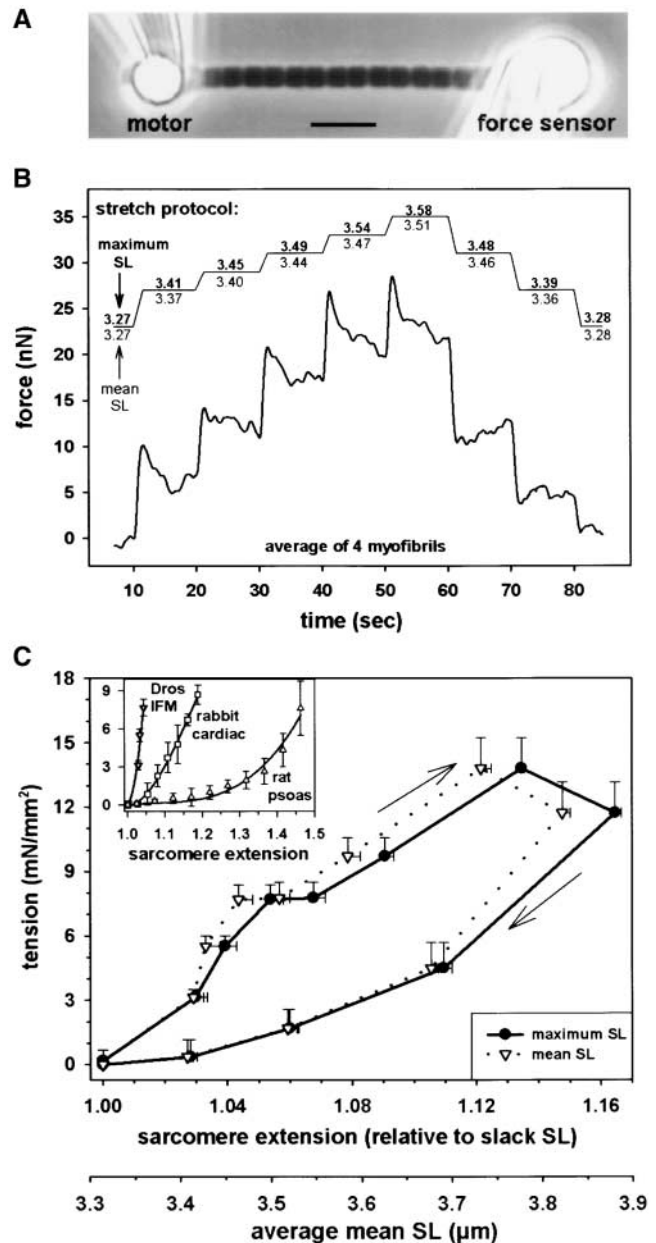 A
motor
force sensor
B
stretch protocol:
maximum
SL
mean
SL
3.27
3.27
3.41
3.37
3.45
3.40
3.49
3.44
3.54
3.47
3.58
3.51
3.48
3.46
3.39
3.36
3.28
3.28
35
30
25
20
15
10
5
0
force (nN)
average of 4 myofibrils
10 20 30 40 50 60 70 80
time (sec)
C
18
15
12
9
6
3
0
tension (mN/mm²)
9
6
3
0
Dros
IFM
rabbit
cardiac
rat
psoas
1.0 1.1 1.2 1.3 1.4 1.5
sarcomere extension
maximum SL
mean SL
1.00 1.04 1.08 1.12 1.16
sarcomere extension (relative to slack SL)
3.3 3.4 3.5 3.6 3.7 3.8 3.9
average mean SL (µm)